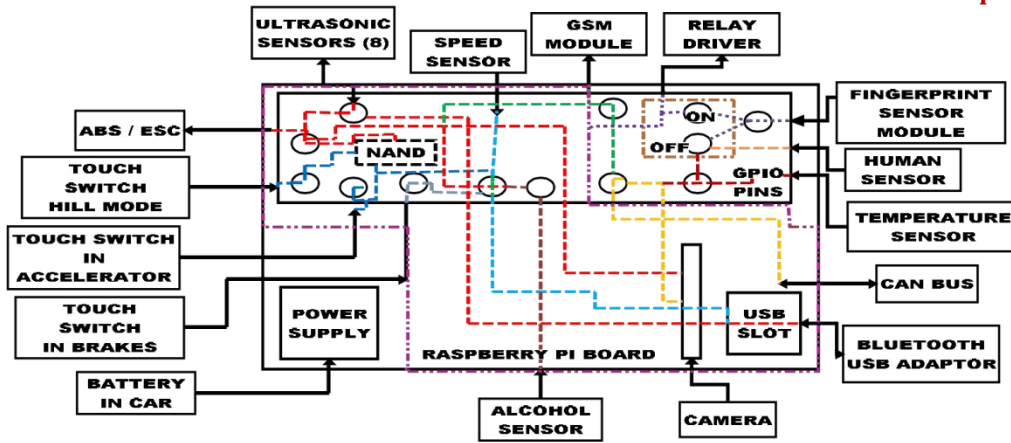 ULTRASONIC
SENSORS (8)
SPEED
SENSOR
GSM
MODULE
RELAY
DRIVER
ABS / ESC
NAND
ON
OFF
GPIO
PINS
FINGERPRINT
SENSOR
MODULE
HUMAN
SENSOR
TEMPERATURE
SENSOR
TOUCH
SWITCH
HILL MODE
TOUCH SWITCH
IN
ACCELERATOR
TOUCH
SWITCH
IN BRAKES
BATTERY
IN CAR
POWER
SUPPLY
RASPBERRY PI BOARD
USB
SLOT
CAN BUS
BLUETOOTH
USB ADAPTOR
ALCOHOL
SENSOR
CAMERA